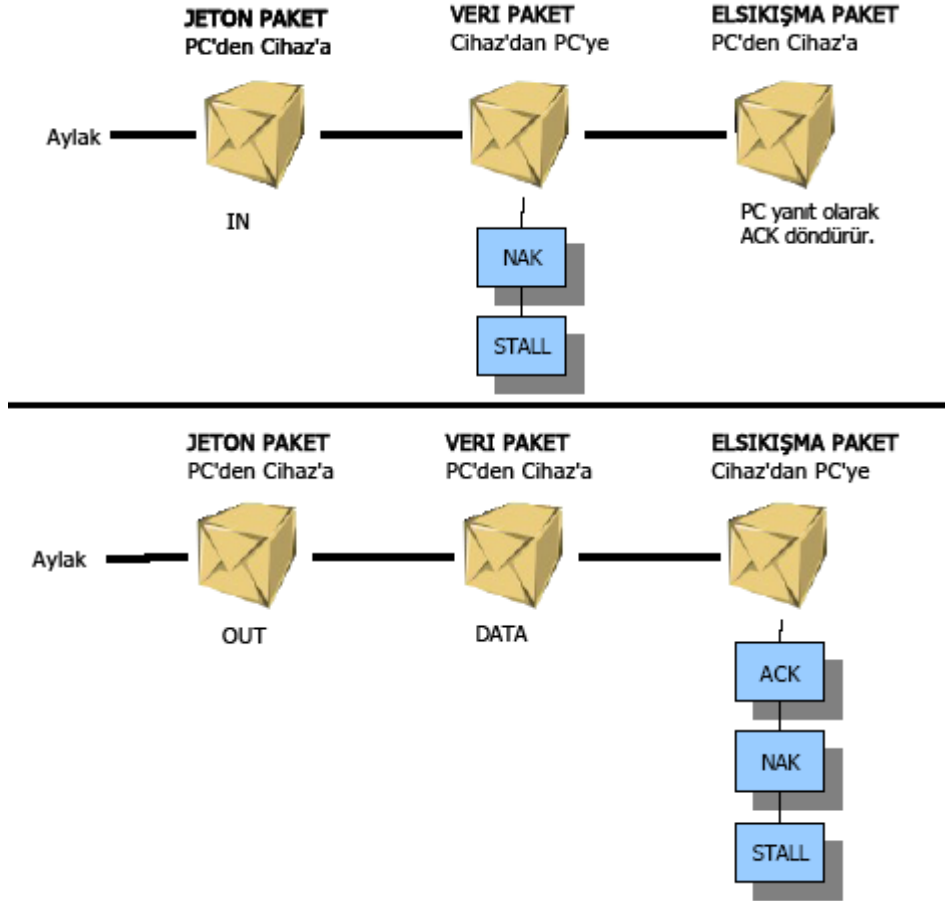 JETON PAKET
PC'den Cihaz'a
VERI PAKET
Cihaz'dan PC'ye
ELSIKIŞMA PAKET
PC'den Cihaz'a
Aylak
IN
NAK
STALL
PC yanıt olarak
ACK döndürür.
JETON PAKET
PC'den Cihaz'a
VERI PAKET
PC'den Cihaz'a
ELSIKIŞMA PAKET
Cihaz'dan PC'ye
Aylak
OUT
DATA
ACK
NAK
STALL